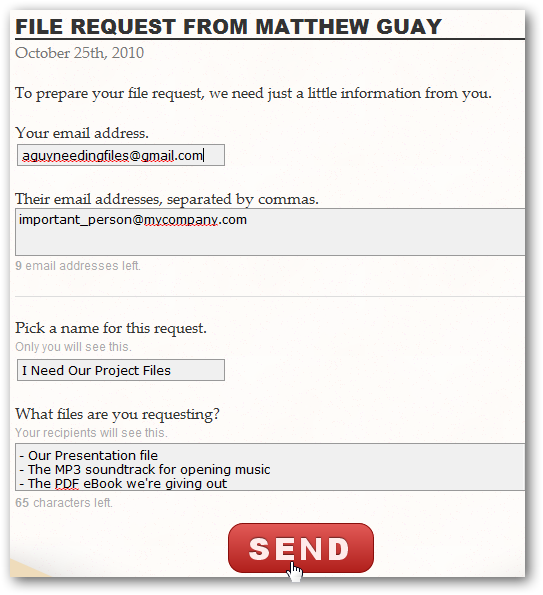 FILE REQUEST FROM MATTHEW GUAY
October 25th, 2010
To prepare your file request, we need just a little information from you.
Your email address.
aguyneedingfiles@gmail.com
Their email addresses, separated by commas.
important_person@mycompany.com
9 email addresses left.
Pick a name for this request.
Only you will see this.
I Need Our Project Files
What files are you requesting?
Your recipients will see this.
- Our Presentation file
- The MP3 soundtrack for opening music
- The PDF eBook we're giving out
65 characters left.
SEND